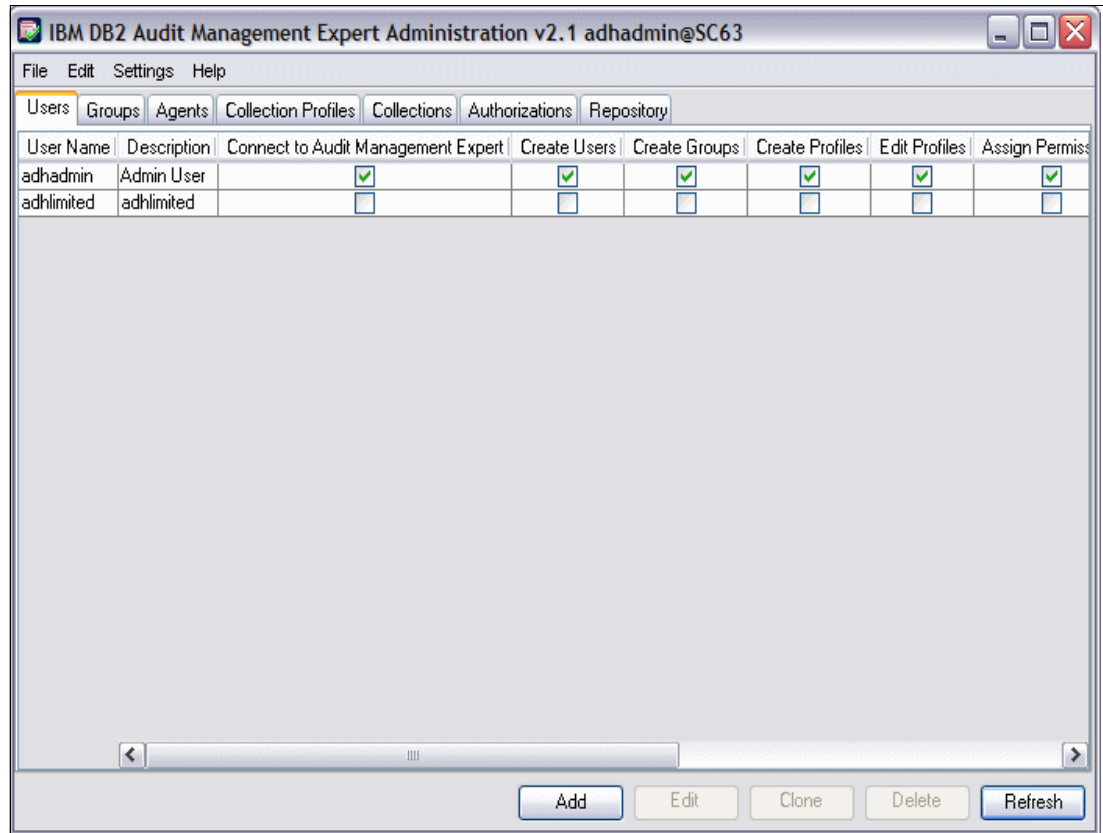 IBM DB2 Audit Management Expert Administration v2.1 adhadmin@SC63
File Edit Settings Help
Users Groups Agents Collection Profiles Collections Authorizations Repository
User Name Description Connect to Audit Management Expert Create Users Create Groups Create Profiles Edit Profiles Assign Permiss
adhadmin Admin User
adhlimited adhlimited
Add Edit Clone Delete Refresh